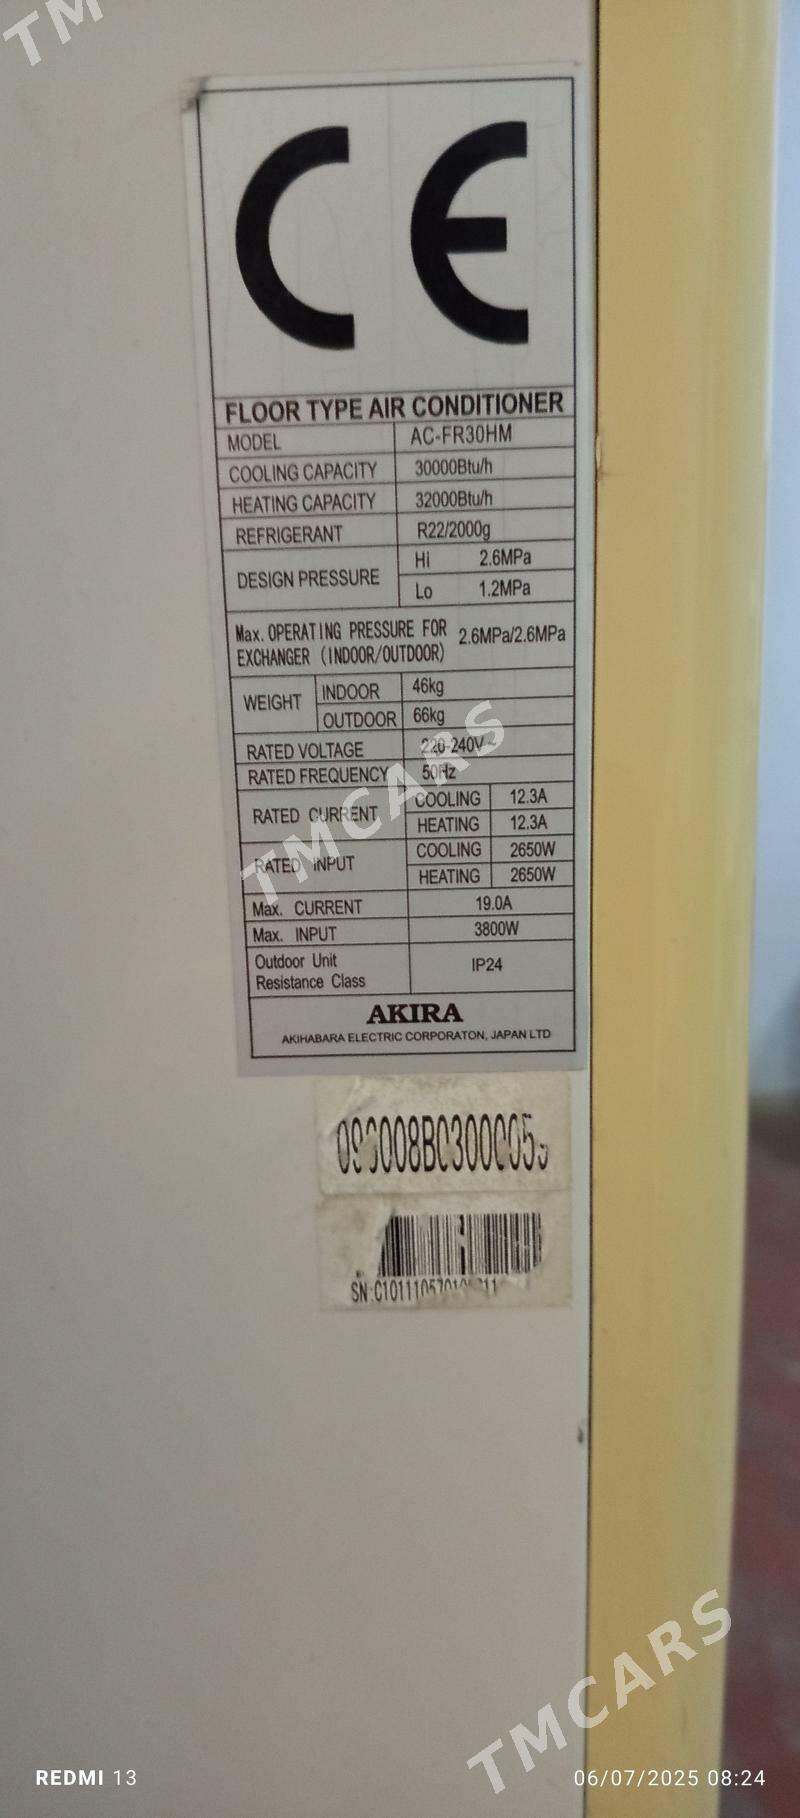 TM
CE
FLOOR TYPE AIR CONDITIONER
MODEL AC-FR30HM
COOLING CAPACITY 30000Btu/h
HEATING CAPACITY 32000Btu/h
REFRIGERANT R22/2000g
DESIGN PRESSURE Hi 2.6MPa
Lo 1.2MPa
Max. OPERATING PRESSURE FOR EXCHANGER (INDOOR/OUTDOOR) 2.6MPa/2.6MPa
WEIGHT INDOOR 46kg
OUTDOOR 66kg
RATED VOLTAGE 220-240V~
RATED FREQUENCY 50Hz
RATED CURRENT COOLING 12.3A
HEATING 12.3A
RATED INPUT COOLING 2650W
HEATING 2650W
Max. CURRENT 19.0A
Max. INPUT 3800W
Outdoor Unit
Resistance Class IP24
AKIRA
AKIHABARA ELECTRIC CORPORATON, JAPAN LTD
TMCARS
TMCARS
REDMI 13
06/07/2025 08:24